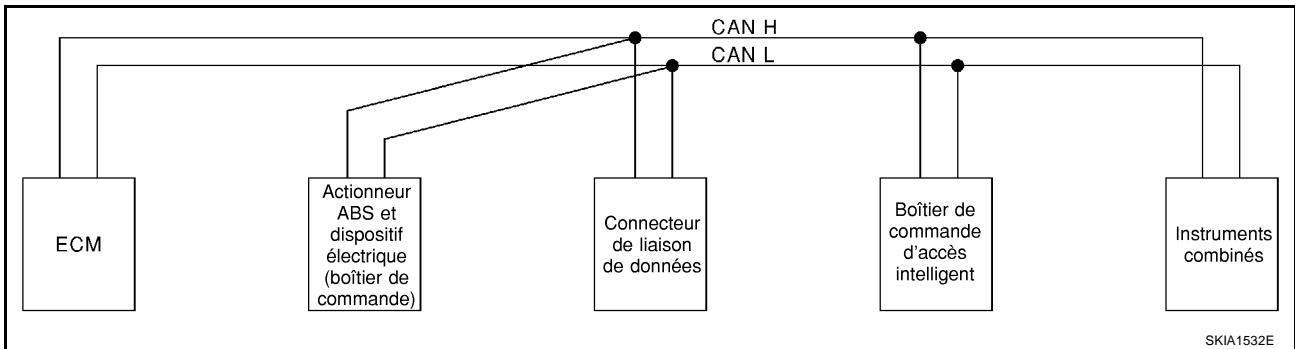 CAN H
CAN L
ECM
Actionneur
ABS et
dispositif
électrique
(boîtier de
commande)
Connecteur
de liaison
de données
Boîtier de
commande
d'accès
intelligent
Instruments
combinés
SKIA1532E